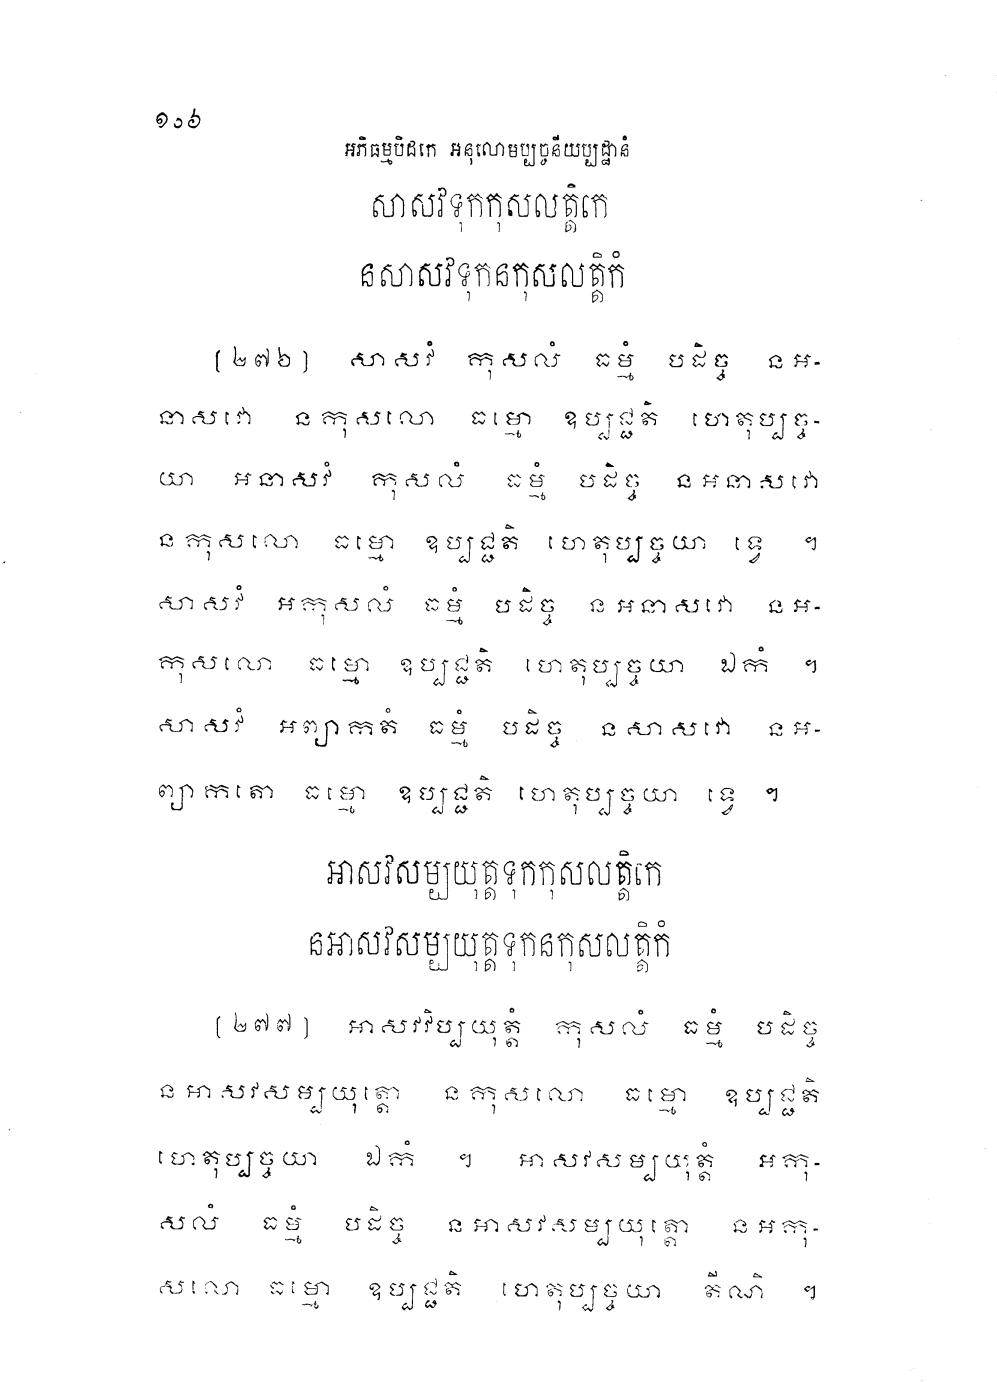 ១០៦
អភិធម្មបិដកេ អនុលោមប្បច្ចនីយប្បដ្ឋានំ
សាសវទុកកុសលត្តិកេ
នសាសវទុកនកុសលត្តិកំ
[២៧៦] សាសវំ កុសលំ ធម្មំ បដិច្ច នអ-
នាសវោ នកុសលោ ធម្មោ ឧប្បជ្ជតិ ហេតុប្បច្ច-
យា អនាសវំ កុសលំ ធម្មំ បដិច្ច នអនាសវោ
នកុសលោ ធម្មោ ឧប្បជ្ជតិ ហេតុប្បច្ចយា ទ្វេ ។
សាសវំ អកុសលំ ធម្មំ បដិច្ច នអនាសវោ នអ-
កុសលោ ធម្មោ ឧប្បជ្ជតិ ហេតុប្បច្ចយា ឯកំ ។
សាសវំ អព្យាកតំ ធម្មំ បដិច្ច នសាសវោ នអ-
ព្យាកតោ ធម្មោ ឧប្បជ្ជតិ ហេតុប្បច្ចយា ទ្វេ ។
អាសវសម្បយុត្តទុកកុសលត្តិកេ
នអាសវសម្បយុត្តទុកនកុសលត្តិកំ
[២៧៧] អាសវវិប្បយុត្តំ កុសលំ ធម្មំ បដិច្ច
នអាសវសម្បយុត្តោ នកុសលោ ធម្មោ ឧប្បជ្ជតិ
ហេតុប្បច្ចយា ឯកំ ។ អាសវសម្បយុត្តំ អកុ-
សលំ ធម្មំ បដិច្ច នអាសវសម្បយុត្តោ នអកុ-
សលោ ធម្មោ ឧប្បជ្ជតិ ហេតុប្បច្ចយា តីណិ ។